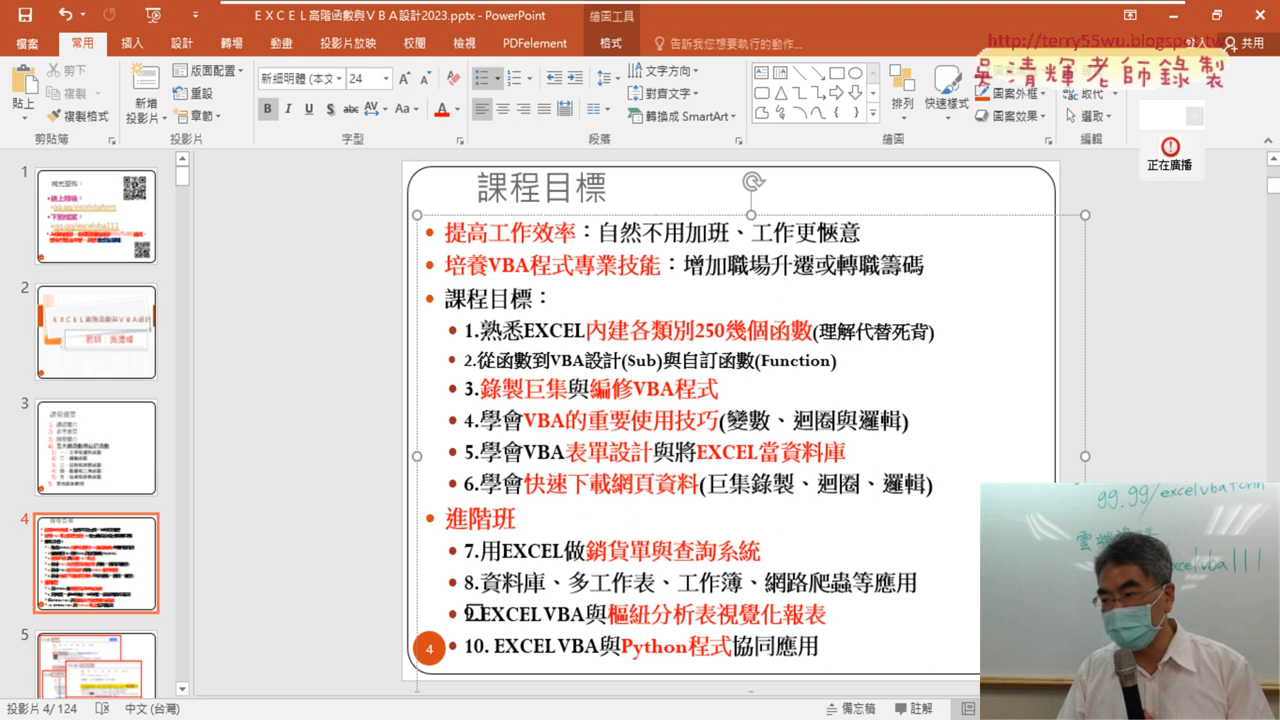 ＥＸＣＥＬ高階函數與ＶＢＡ設計2023.pptx - PowerPoint
繪圖工具
檔案
常用
插入
設計
轉場
動畫
投影片放映
校閱
檢視
PDFelement
格式
告訴我您想要執行的動作...
共用
http://terry55wu.blogspot.tw
吳清輝老師錄製
貼上
剪下
複製
複製格式
剪貼簿
新增
投影片
版面配置
重設
章節
投影片
新細明體 (本文)
24
字型
文字方向
對齊文字
轉換成 SmartArt
段落
排列
快速樣式
圖案外框
圖案效果
繪圖
取代
選取
編輯
正在廣播
1
2
3
課程目標
4
5
課程目標
提高工作效率：自然不用加班、工作更愜意
培養VBA程式專業技能：增加職場升遷或轉職籌碼
課程目標：
1.熟悉EXCEL內建各類別250幾個函數(理解代替死背)
2.從函數到VBA設計(Sub)與自訂函數(Function)
3.錄製巨集與編修VBA程式
4.學會VBA的重要使用技巧(變數、迴圈與邏輯)
5.學會VBA表單設計與將EXCEL當資料庫
6.學會快速下載網頁資料(巨集錄製、迴圈、邏輯)
進階班
7.用EXCEL做銷貨單與查詢系統
8.資料庫、多工作表、工作簿、網路爬蟲等應用
9.EXCEL VBA與樞紐分析表視覺化報表
10. EXCEL VBA與Python程式協同應用
4
gg.gg/excelvbaform
投影片 4/124
中文 (台灣)
備忘稿
註解